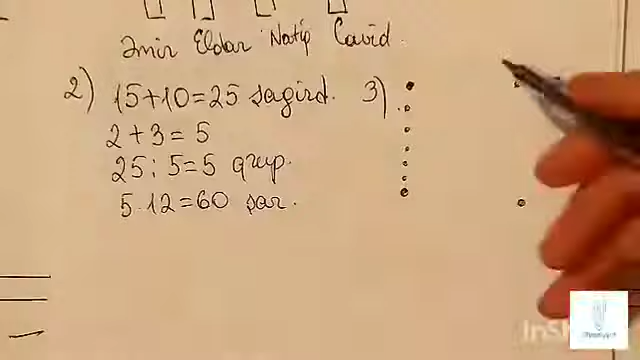 Əmir Eldar Natiq Cavid
2) 15+10=25 şagird. 3)
2+3=5
25:5=5 qrup.
5·12=60 şar.
InSh